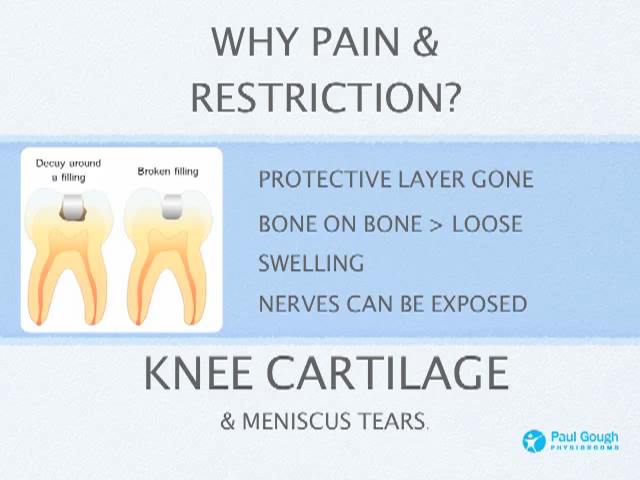 WHY PAIN &
RESTRICTION?
Decay around
a filling
Broken filling
PROTECTIVE LAYER GONE
BONE ON BONE > LOOSE
SWELLING
NERVES CAN BE EXPOSED
KNEE CARTILAGE
& MENISCUS TEARS.
Paul Gough
PHYSIOROOMS